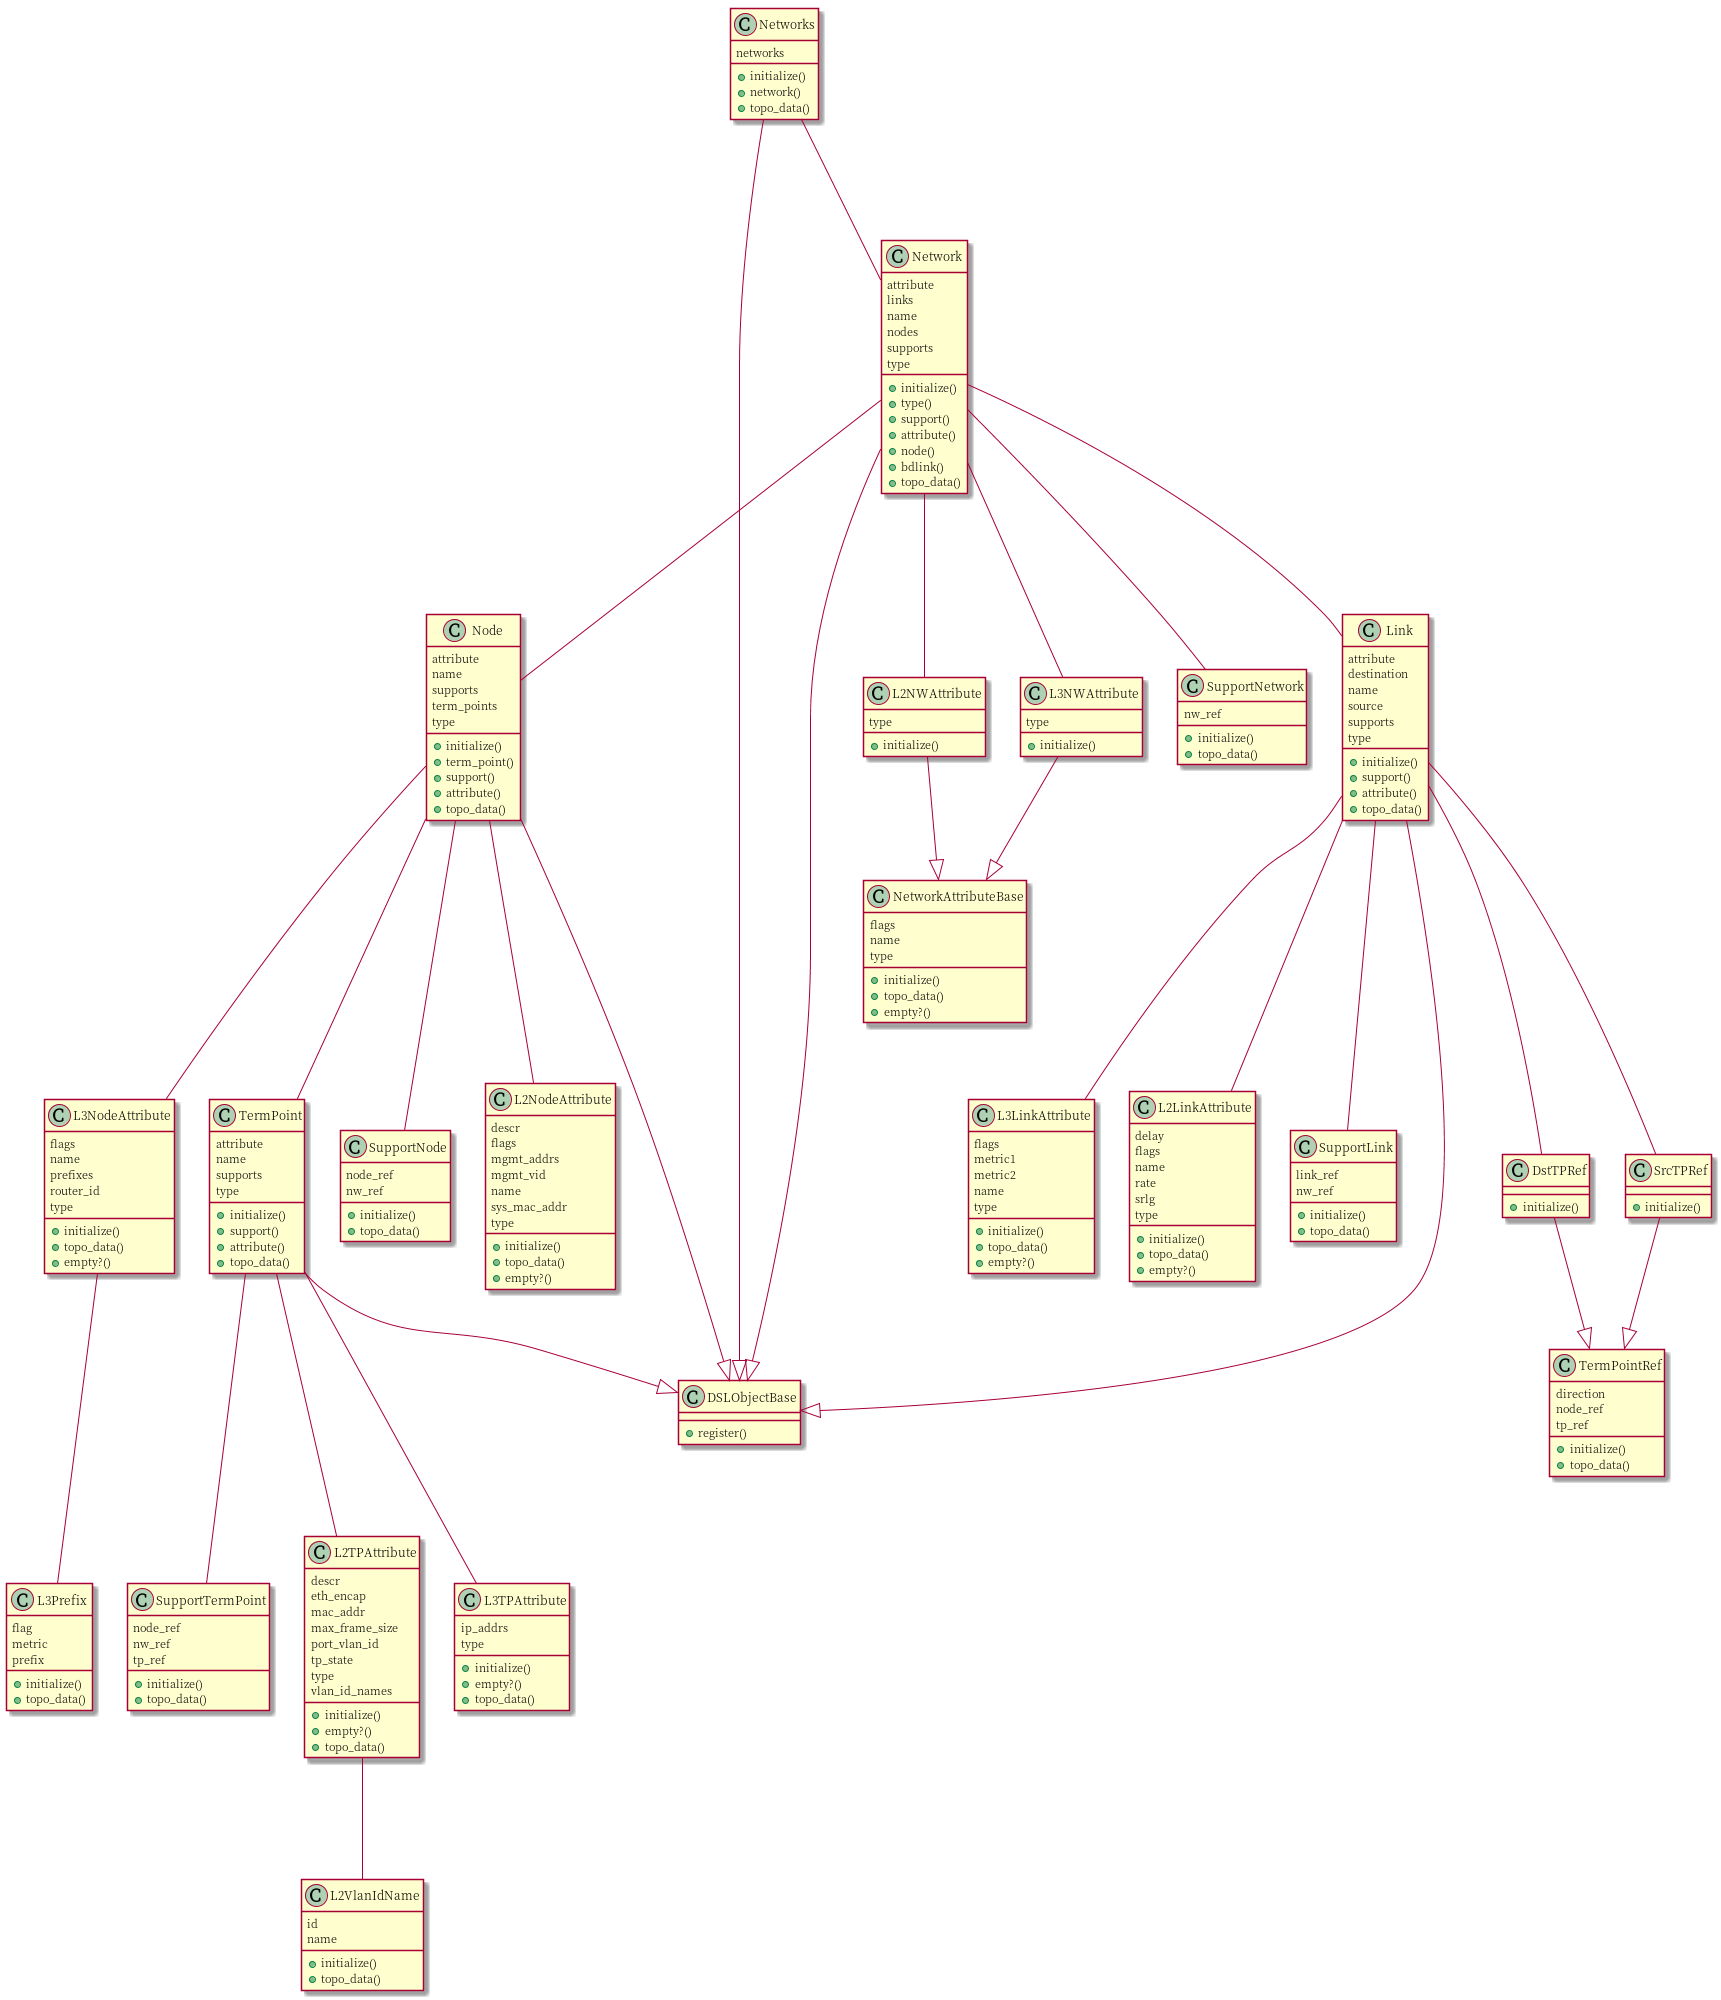 C Networks
networks
initialize()
network()
topo_data()
C Network
attribute
links
name
nodes
supports
type
initialize()
type()
support()
attribute()
node()
bdlink()
topo_data()
C Node
attribute
name
supports
term_points
type
initialize()
term_point()
support()
attribute()
topo_data()
C L2NWAttribute
type
initialize()
C L3NWAttribute
type
initialize()
C SupportNetwork
nw_ref
initialize()
topo_data()
C Link
attribute
destination
name
source
supports
type
initialize()
support()
attribute()
topo_data()
C NetworkAttributeBase
flags
name
type
initialize()
topo_data()
empty?()
C L3NodeAttribute
flags
name
prefixes
router_id
type
initialize()
topo_data()
empty?()
C TermPoint
attribute
name
supports
type
initialize()
support()
attribute()
topo_data()
C SupportNode
node_ref
nw_ref
initialize()
topo_data()
C L2NodeAttribute
descr
flags
mgmt_addrs
mgmt_vid
name
sys_mac_addr
type
initialize()
topo_data()
empty?()
C L3LinkAttribute
flags
metric1
metric2
name
type
initialize()
topo_data()
empty?()
C L2LinkAttribute
delay
flags
name
rate
srlg
type
initialize()
topo_data()
empty?()
C SupportLink
link_ref
nw_ref
initialize()
topo_data()
C DstTPRef
initialize()
C SrcTPRef
initialize()
C DSLObjectBase
register()
C TermPointRef
direction
node_ref
tp_ref
initialize()
topo_data()
C L3Prefix
flag
metric
prefix
initialize()
topo_data()
C SupportTermPoint
node_ref
nw_ref
tp_ref
initialize()
topo_data()
C L2TPAttribute
descr
eth_encap
mac_addr
max_frame_size
port_vlan_id
tp_state
type
vlan_id_names
initialize()
empty?()
topo_data()
C L3TPAttribute
ip_addrs
type
initialize()
empty?()
topo_data()
C L2VlanIdName
id
name
initialize()
topo_data()